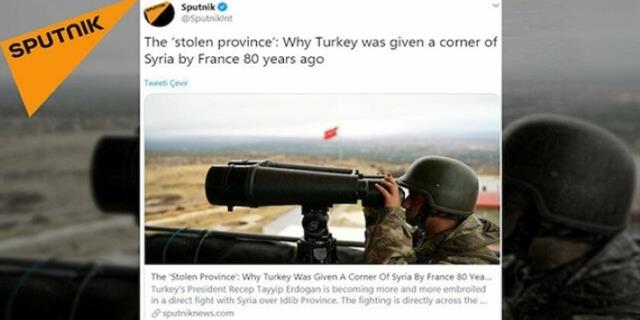 SPUTNIK
Sputnik
@SputnikInt
The 'stolen province': Why Turkey was given a corner of
Syria by France 80 years ago
Tweeti Çevir
The 'Stolen Province': Why Turkey Was Given A Corner Of Syria By France 80 Yea...
Turkey's President Recep Tayyip Erdogan is becoming more and more embroiled
in a direct fight with Syria over Idlib Province. The fighting is directly across the ...
sputniknews.com